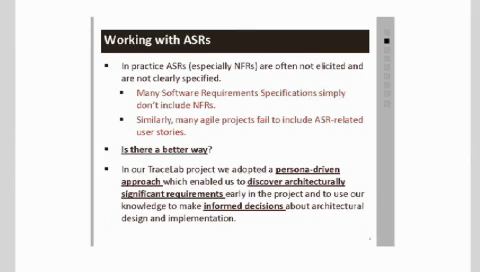 Working with ASRs
In practice ASRs (especially NFRs) are often not elicited and
are not clearly specified.
Many Software Requirements Specifications simply
don't include NFRs.
Similarly, many agile projects fail to include ASR-related
user stories.
Is there a better way?
In our TraceLab project we adopted a persona-driven
approach which enabled us to discover architecturally
significant requirements early in the project and to use our
knowledge to make informed decisions about architectural
design and implementation.